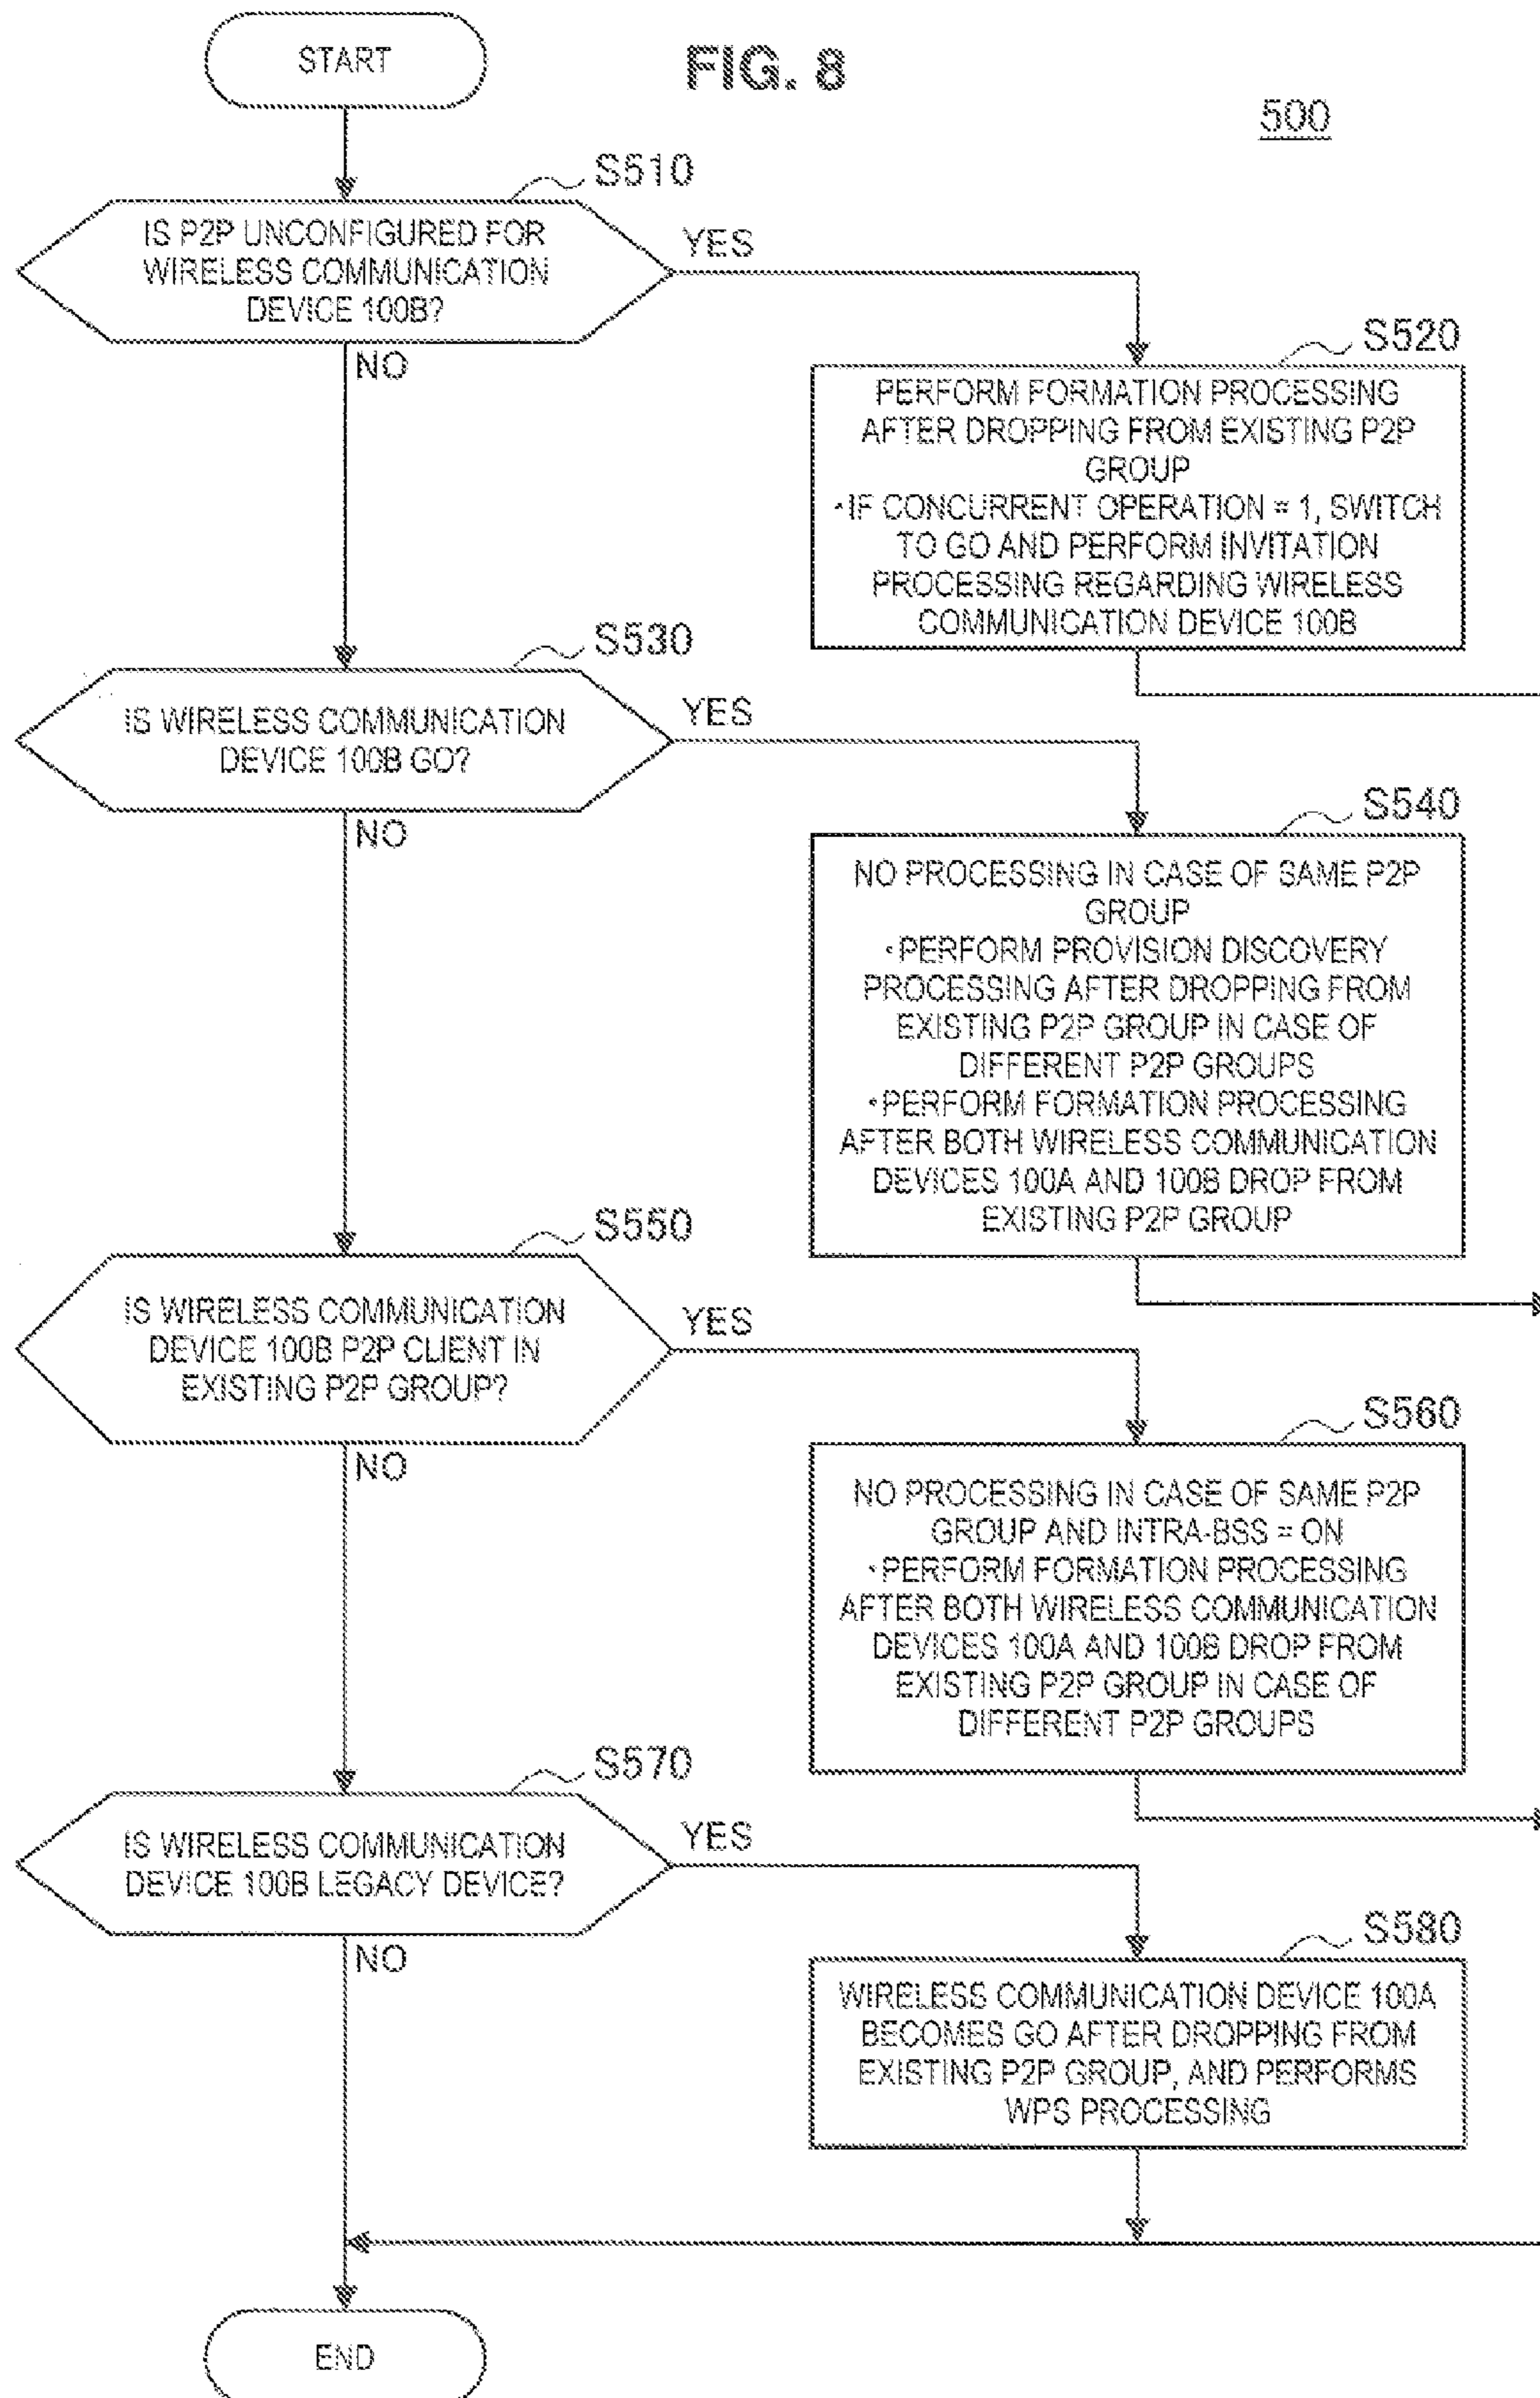 START
FIG. 8
500
S510
IS P2P UNCONFIGURED FOR
WIRELESS COMMUNICATION
DEVICE 100B?
YES
NO
S520
PERFORM FORMATION PROCESSING
AFTER DROPPING FROM EXISTING P2P
GROUP
•IF CONCURRENT OPERATION = 1, SWITCH
TO GO AND PERFORM INVITATION
PROCESSING REGARDING WIRELESS
COMMUNICATION DEVICE 100B
S530
IS WIRELESS COMMUNICATION
DEVICE 100B GO?
YES
NO
S540
NO PROCESSING IN CASE OF SAME P2P
GROUP
•PERFORM PROVISION DISCOVERY
PROCESSING AFTER DROPPING FROM
EXISTING P2P GROUP IN CASE OF
DIFFERENT P2P GROUPS
•PERFORM FORMATION PROCESSING
AFTER BOTH WIRELESS COMMUNICATION
DEVICES 100A AND 100B DROP FROM
EXISTING P2P GROUP
S550
IS WIRELESS COMMUNICATION
DEVICE 100B P2P CLIENT IN
EXISTING P2P GROUP?
YES
NO
S560
NO PROCESSING IN CASE OF SAME P2P
GROUP AND INTRA-BSS = ON
•PERFORM FORMATION PROCESSING
AFTER BOTH WIRELESS COMMUNICATION
DEVICES 100A AND 100B DROP FROM
EXISTING P2P GROUP IN CASE OF
DIFFERENT P2P GROUPS
S570
IS WIRELESS COMMUNICATION
DEVICE 100B LEGACY DEVICE?
YES
NO
S580
WIRELESS COMMUNICATION DEVICE 100A
BECOMES GO AFTER DROPPING FROM
EXISTING P2P GROUP, AND PERFORMS
WPS PROCESSING
END